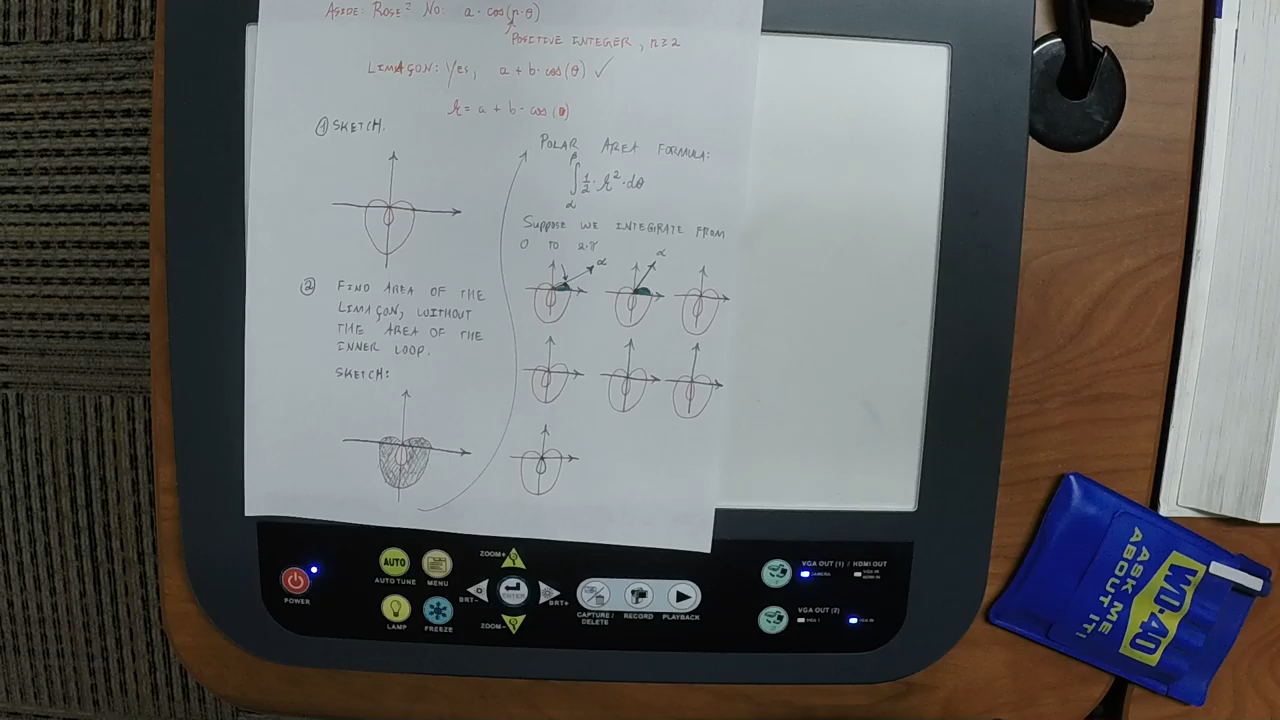 ASIDE: ROSE? NO: a · cos(n·θ)
POSITIVE INTEGER, n≥2
LIMAÇON: YES, a + b · cos(θ) ✓
r = a + b · cos(θ)
① SKETCH.
② FIND AREA OF THE
LIMAÇON, WITHOUT
THE AREA OF THE
INNER LOOP.
SKETCH:
POLAR AREA FORMULA:
β
∫ 1/2 · r² · dθ
α
SUPPOSE WE INTEGRATE FROM
0 TO 2·π
α
α
POWER
AUTO
AUTO TUNE
MENU
LAMP
FREEZE
ZOOM+
BRT-
ENTER
BRT+
ZOOM-
CAPTURE /
DELETE
RECORD
PLAYBACK
VGA OUT (1) / HDMI OUT
CAMERA
VGA OUT (2)
WD-40
ASK ME
ABOUT IT!